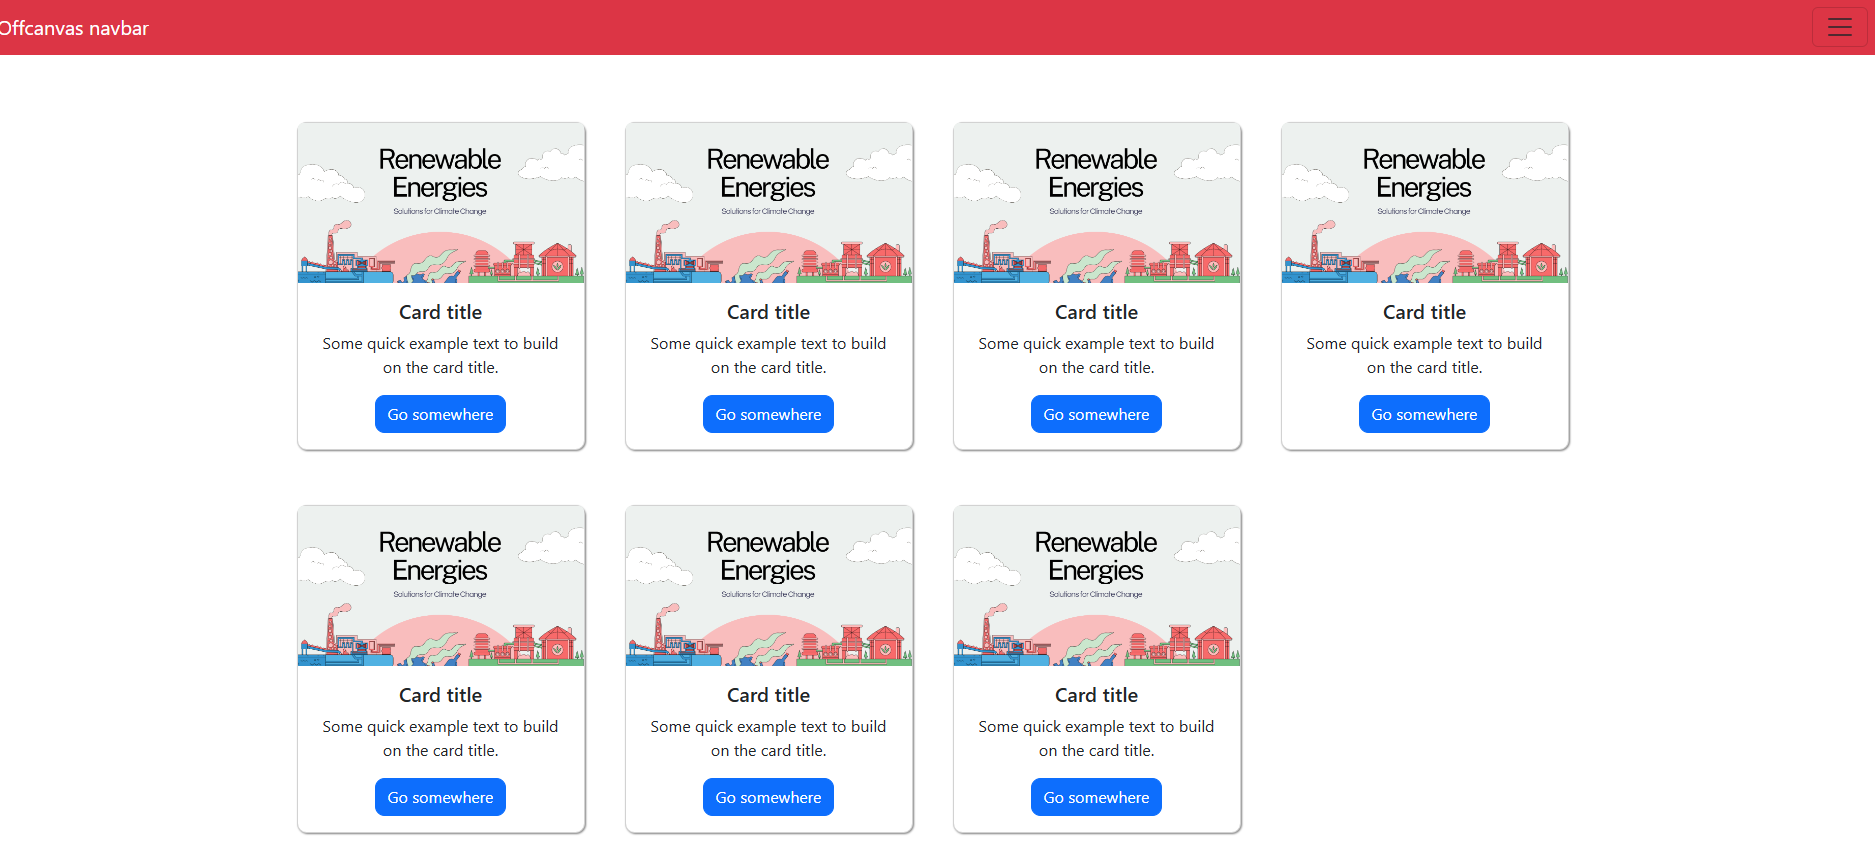 Offcanvas navbar
Renewable
Energies
Solutions for Climate Change
Card title
Some quick example text to build
on the card title.
Go somewhere
Renewable
Energies
Solutions for Climate Change
Card title
Some quick example text to build
on the card title.
Go somewhere
Renewable
Energies
Solutions for Climate Change
Card title
Some quick example text to build
on the card title.
Go somewhere
Renewable
Energies
Solutions for Climate Change
Card title
Some quick example text to build
on the card title.
Go somewhere
Renewable
Energies
Solutions for Climate Change
Card title
Some quick example text to build
on the card title.
Go somewhere
Renewable
Energies
Solutions for Climate Change
Card title
Some quick example text to build
on the card title.
Go somewhere
Renewable
Energies
Solutions for Climate Change
Card title
Some quick example text to build
on the card title.
Go somewhere